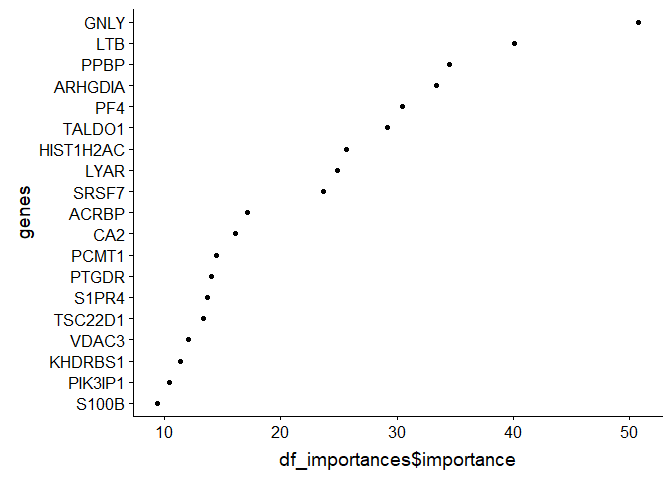 GNLY
LTB
PPBP
ARHGDIA
PF4
TALDO1
HIST1H2AC
LYAR
SRSF7
ACRBP
CA2
PCMT1
PTGDR
S1PR4
TSC22D1
VDAC3
KHDRBS1
PIK3IP1
S100B
genes
10 20 30 40 50
df_importances$importance